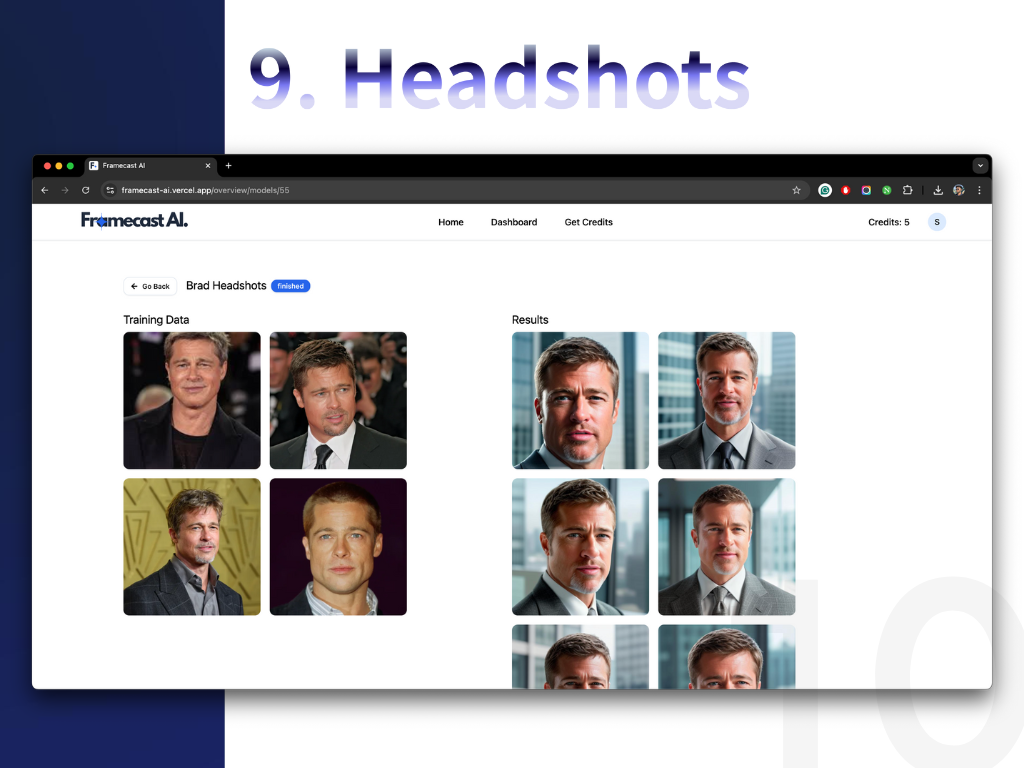 9. Headshots
Framecast AI
framecast-ai.vercel.app/overview/models/55
Framecast AI.
Home
Dashboard
Get Credits
Credits: 5
S
Go Back
Brad Headshots
finished
Training Data
Results
10